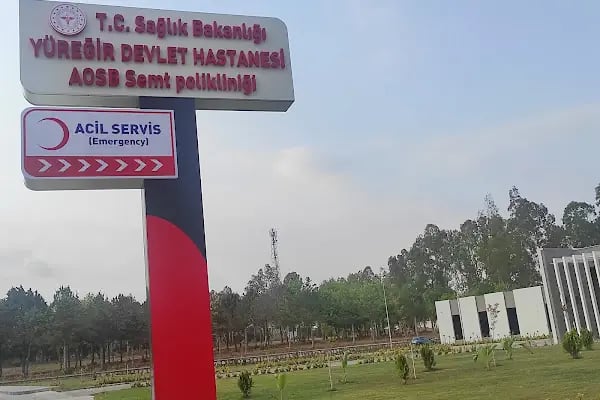 T.C. Sağlık Bakanlığı
YÜREĞİR DEVLET HASTANESİ
AOSB Semt polikliniği
ACİL SERVİS
(Emergency)